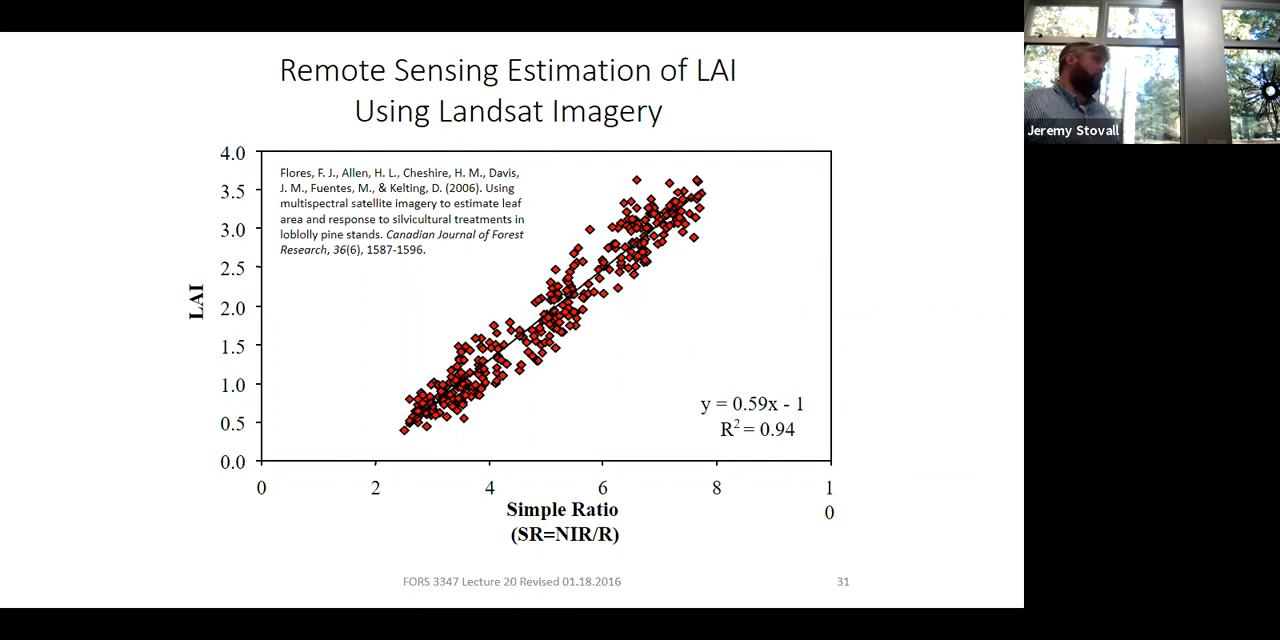 Remote Sensing Estimation of LAI
Using Landsat Imagery
Jeremy Stovall
Flores, F. J., Allen, H. L., Cheshire, H. M., Davis,
J. M., Fuentes, M., & Kelting, D. (2006). Using
multispectral satellite imagery to estimate leaf
area and response to silvicultural treatments in
loblolly pine stands. Canadian Journal of Forest
Research, 36(6), 1587-1596.
4.0
3.5
3.0
2.5
2.0
1.5
1.0
0.5
0.0
LAI
y = 0.59x - 1
R² = 0.94
0 2 4 6 8 1
0
Simple Ratio
(SR=NIR/R)
FORS 3347 Lecture 20 Revised 01.18.2016 31